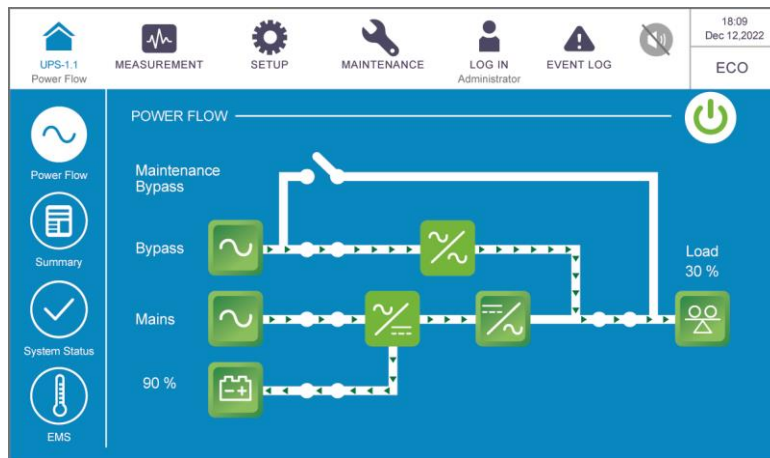 UPS-1.1
Power Flow
MEASUREMENT
SETUP
MAINTENANCE
LOG IN
Administrator
EVENT LOG
18:09
Dec 12,2022
ECO
Power Flow
Summary
System Status
EMS
POWER FLOW
Maintenance
Bypass
Bypass
Mains
90 %
Load
30 %